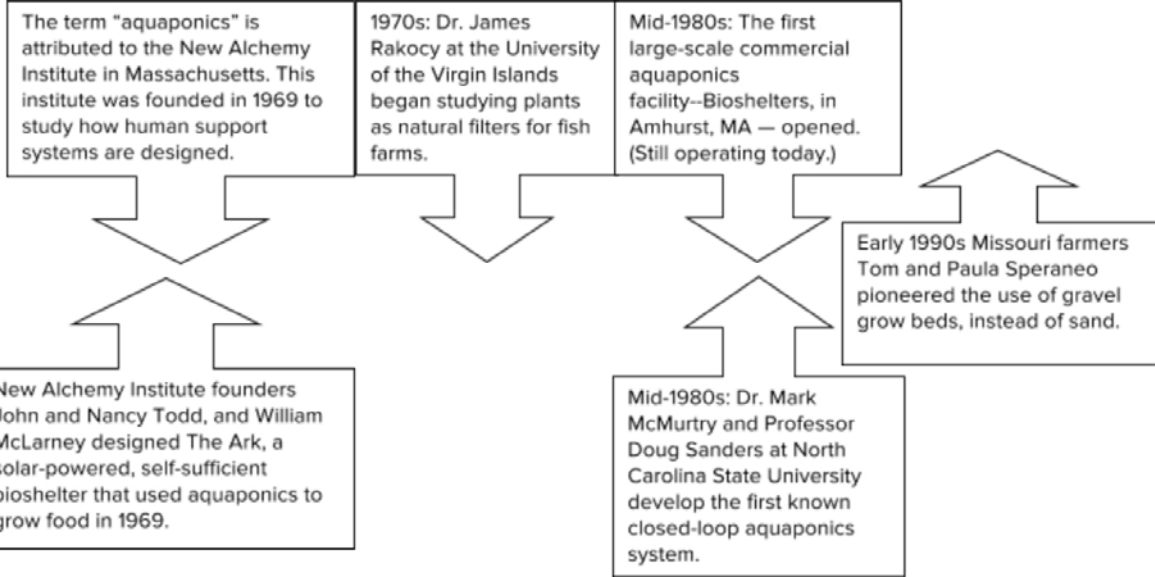 The term “aquaponics” is
attributed to the New Alchemy
Institute in Massachusetts. This
institute was founded in 1969 to
study how human support
systems are designed.
1970s: Dr. James
Rakocy at the University
of the Virgin Islands
began studying plants
as natural filters for fish
farms.
Mid-1980s: The first
large-scale commercial
aquaponics
facility--Bioshelters, in
Amhurst, MA — opened.
(Still operating today.)
Early 1990s Missouri farmers
Tom and Paula Speraneo
pioneered the use of gravel
grow beds, instead of sand.
New Alchemy Institute founders
John and Nancy Todd, and William
McLarney designed The Ark, a
solar-powered, self-sufficient
bioshelter that used aquaponics to
grow food in 1969.
Mid-1980s: Dr. Mark
McMurtry and Professor
Doug Sanders at North
Carolina State University
develop the first known
closed-loop aquaponics
system.